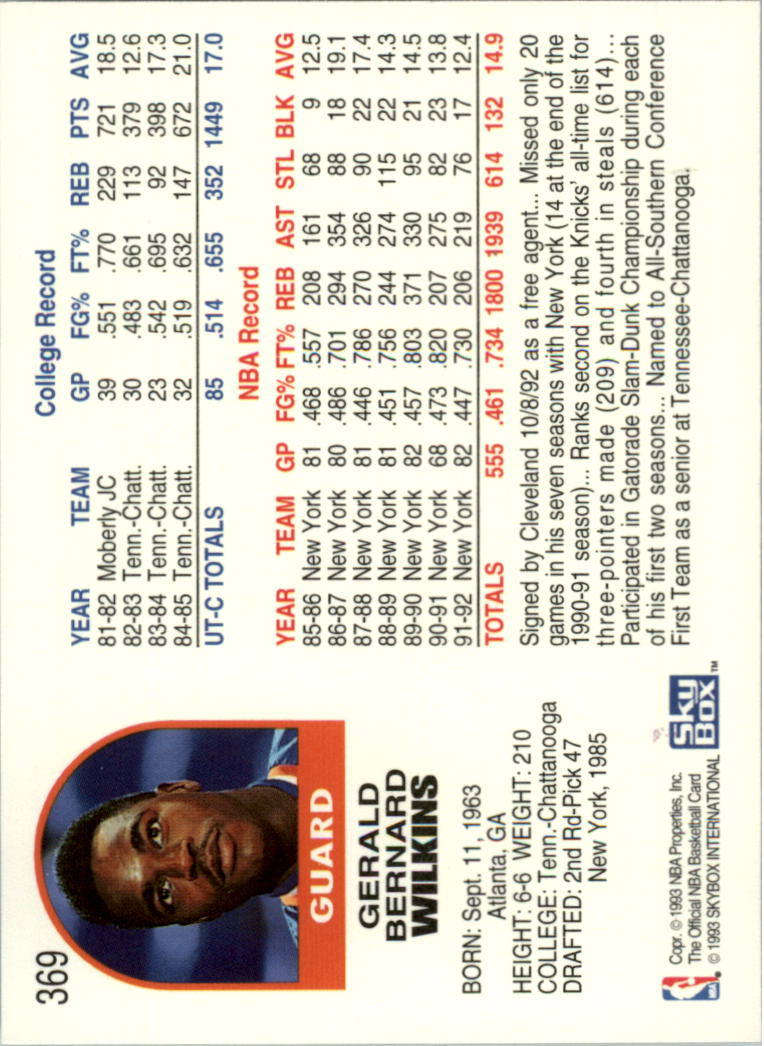 369
GUARD
GERALD
BERNARD
WILKINS
BORN: Sept. 11, 1963
Atlanta, GA
HEIGHT: 6-6 WEIGHT: 210
COLLEGE: Tenn.-Chattanooga
DRAFTED: 2nd Rd-Pick 47
New York, 1985
College Record
YEAR TEAM GP FG% FT% REB PTS AVG
81-82 Moberly JC 39 .551 .770 229 721 18.5
82-83 Tenn.-Chatt. 30 .483 .661 113 379 12.6
83-84 Tenn.-Chatt. 23 .542 .695 92 398 17.3
84-85 Tenn.-Chatt. 32 .519 .632 147 672 21.0
UT-C TOTALS 85 .514 .655 352 1449 17.0
NBA Record
YEAR TEAM GP FG% FT% REB AST STL BLK AVG
85-86 New York 81 .468 .557 208 161 68 9 12.5
86-87 New York 80 .486 .701 294 354 88 18 19.1
87-88 New York 81 .446 .786 270 326 90 22 17.4
88-89 New York 81 .451 .756 244 274 115 22 14.3
89-90 New York 82 .457 .803 371 330 95 21 14.5
90-91 New York 68 .473 .820 207 275 82 23 13.8
91-92 New York 82 .447 .730 206 219 76 17 12.4
TOTALS 555 .461 .734 1800 1939 614 132 14.9
Signed by Cleveland 10/8/92 as a free agent... Missed only 20
games in his seven seasons with New York (14 at the end of the
1990-91 season)... Ranks second on the Knicks' all-time list for
three-pointers made (209) and fourth in steals (614)...
Participated in Gatorade Slam-Dunk Championship during each
of his first two seasons... Named to All-Southern Conference
First Team as a senior at Tennessee-Chattanooga.
Copr. © 1993 NBA Properties, Inc.
The Official NBA Basketball Card
© 1993 SKYBOX INTERNATIONAL
NBA
Sky
BOX
TM